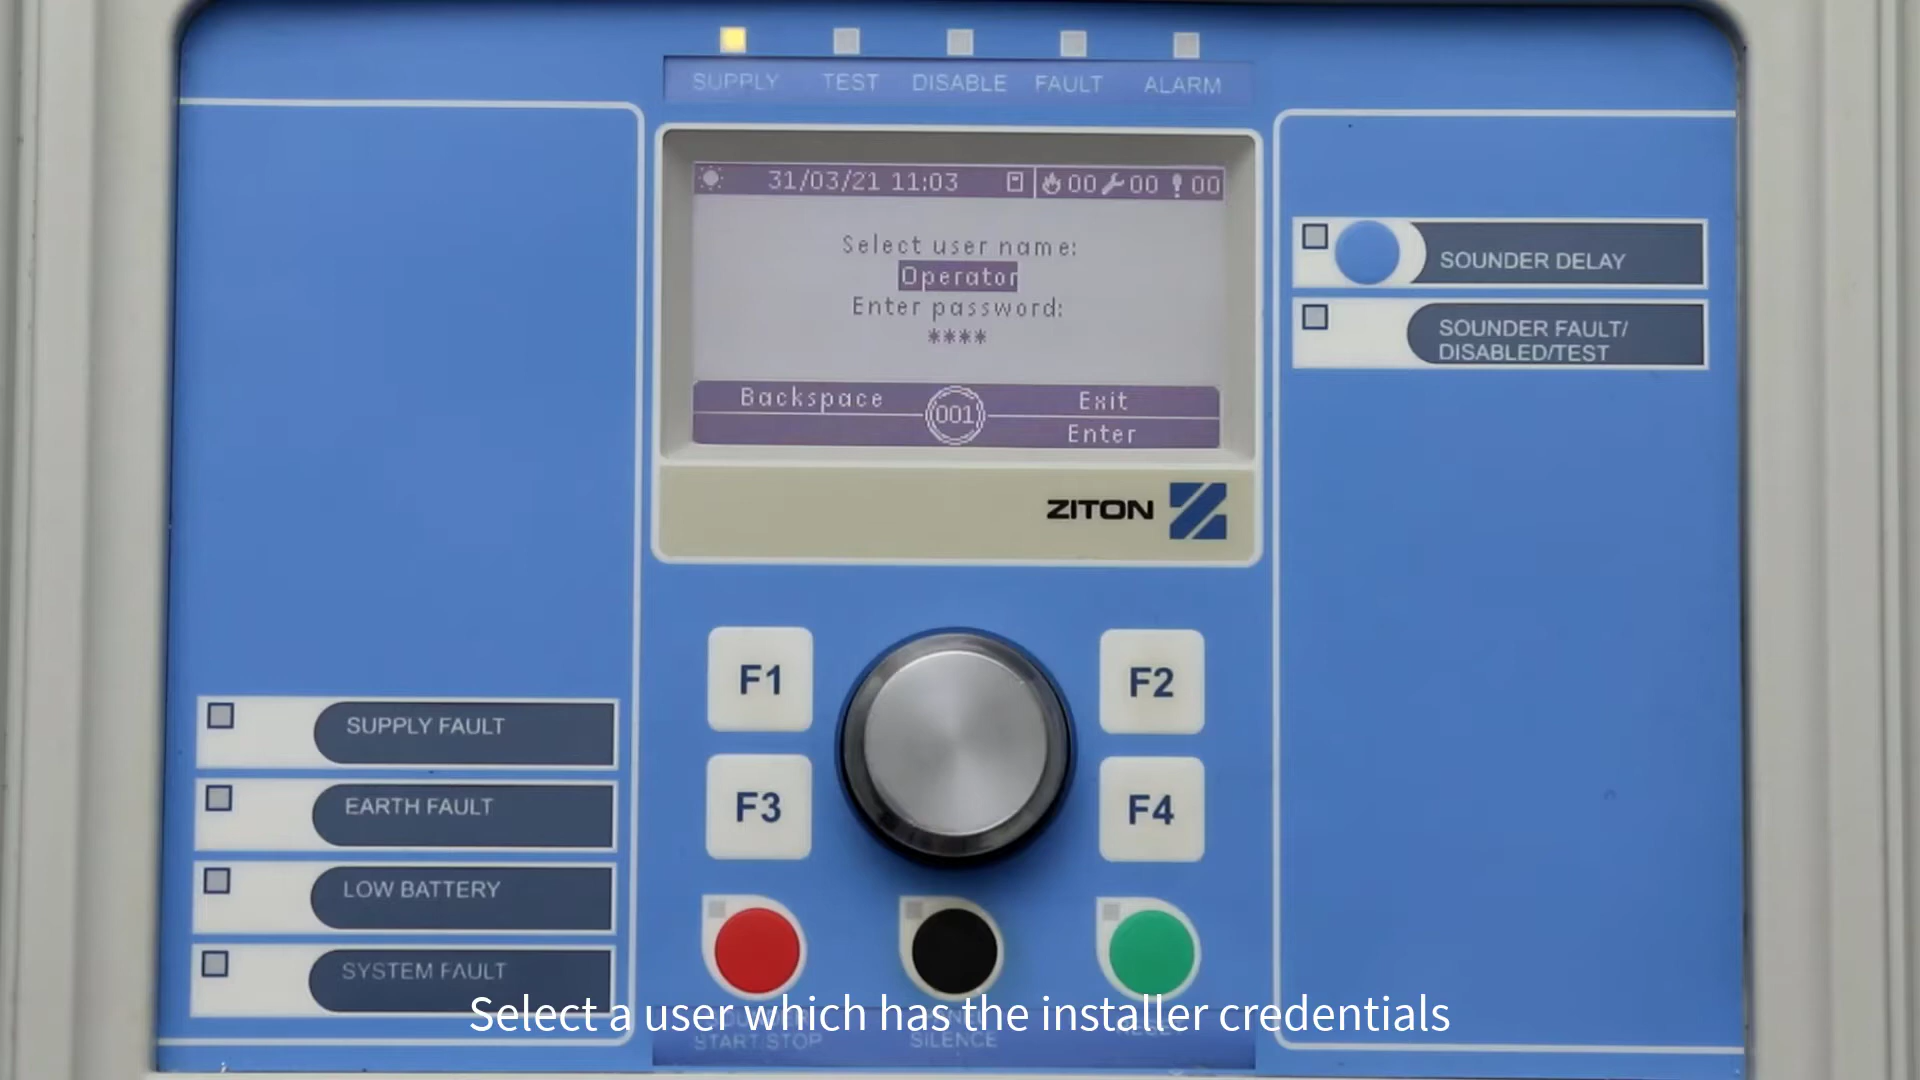 SUPPLY TEST DISABLE FAULT ALARM
31/03/21 11:03 00 00 00
Select user name:
Operator
Enter password:
****
Backspace 001 Exit
Enter
ZITON
SOUNDER DELAY
SOUNDER FAULT/
DISABLED/TEST
F1 F2
F3 F4
SUPPLY FAULT
EARTH FAULT
LOW BATTERY
SYSTEM FAULT
START/STOP SILENCE
Select a user which has the installer credentials